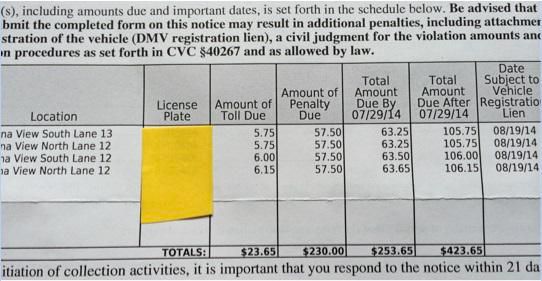 (s), including amounts due and important dates, is set forth in the schedule below. Be advised that
bmit the completed form on this notice may result in additional penalties, including attachmen
stration of the vehicle (DMV registration lien), a civil judgment for the violation amounts and
on procedures as set forth in CVC §40267 and as allowed by law.
Location License Plate Amount of Toll Due Amount of Penalty Due Total Amount Due By 07/29/14 Total Amount Due After 07/29/14 Date Subject to Vehicle Registratio Lien
na View South Lane 13 5.75 57.50 63.25 105.75 08/19/14
na View North Lane 12 5.75 57.50 63.25 105.75 08/19/14
na View South Lane 12 6.00 57.50 63.50 106.00 08/19/14
na View North Lane 12 6.15 57.50 63.65 106.15 08/19/14
TOTALS: $23.65 $230.00 $253.65 $423.65
itiation of collection activities, it is important that you respond to the notice within 21 da